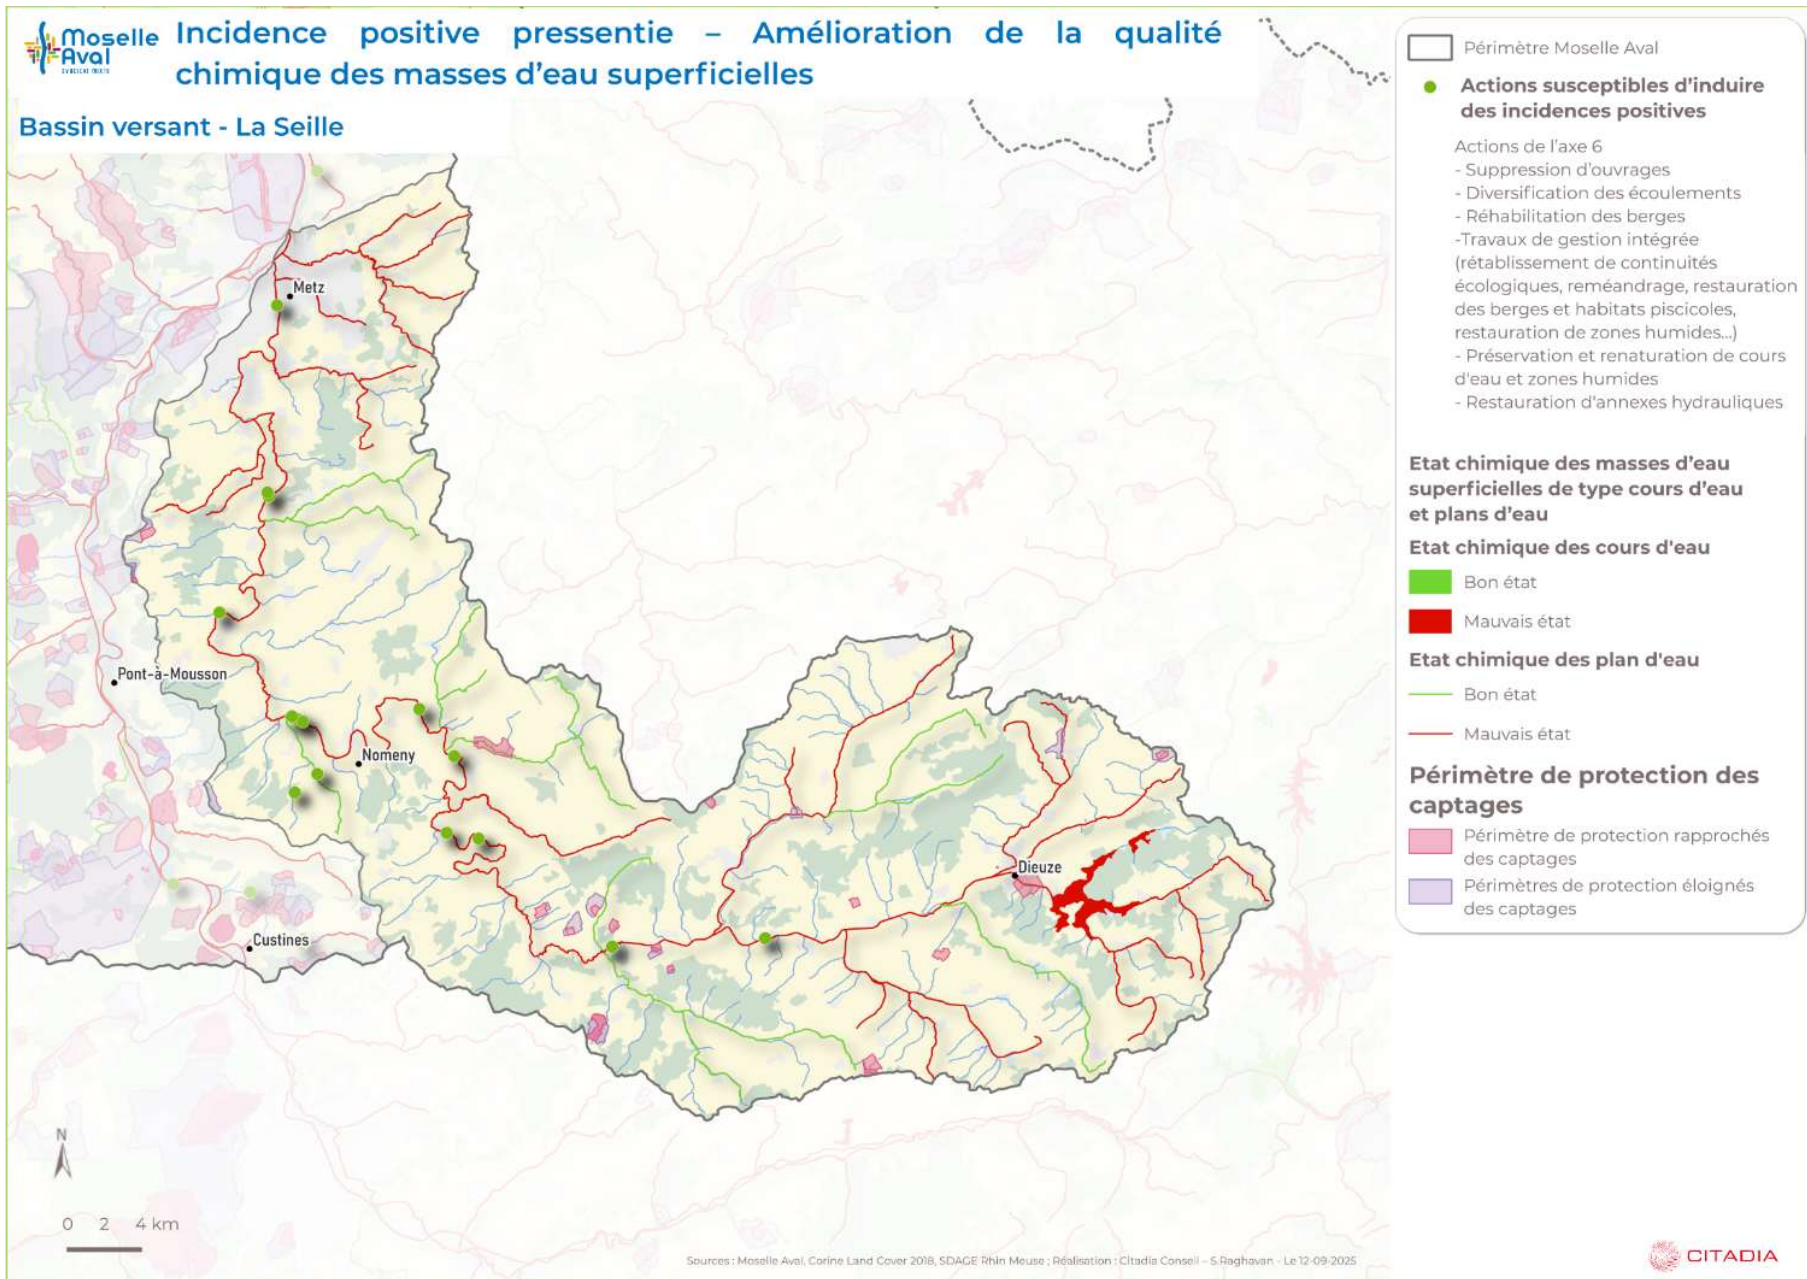 Moselle
Aval
SYNDICAT MIXTE
Incidence positive pressentie – Amélioration de la qualité
chimique des masses d'eau superficielles
Bassin versant - La Seille
Metz
Pont-à-Mousson
Nomeny
Dieuze
Custines
N
0 2 4 km
Sources : Moselle Aval, Corine Land Cover 2018, SDAGE Rhin Meuse ; Réalisation : Citadia Conseil – S.Raghavan - Le 12-09-2025
Périmètre Moselle Aval
Actions susceptibles d'induire
des incidences positives
Actions de l'axe 6
- Suppression d'ouvrages
- Diversification des écoulements
- Réhabilitation des berges
-Travaux de gestion intégrée
(rétablissement de continuités
écologiques, reméandrage, restauration
des berges et habitats piscicoles,
restauration de zones humides...)
- Préservation et renaturation de cours
d'eau et zones humides
- Restauration d'annexes hydrauliques
Etat chimique des masses d'eau
superficielles de type cours d'eau
et plans d'eau
Etat chimique des cours d'eau
Bon état
Mauvais état
Etat chimique des plan d'eau
Bon état
Mauvais état
Périmètre de protection des
captages
Périmètre de protection rapprochés
des captages
Périmètres de protection éloignés
des captages
CITADIA